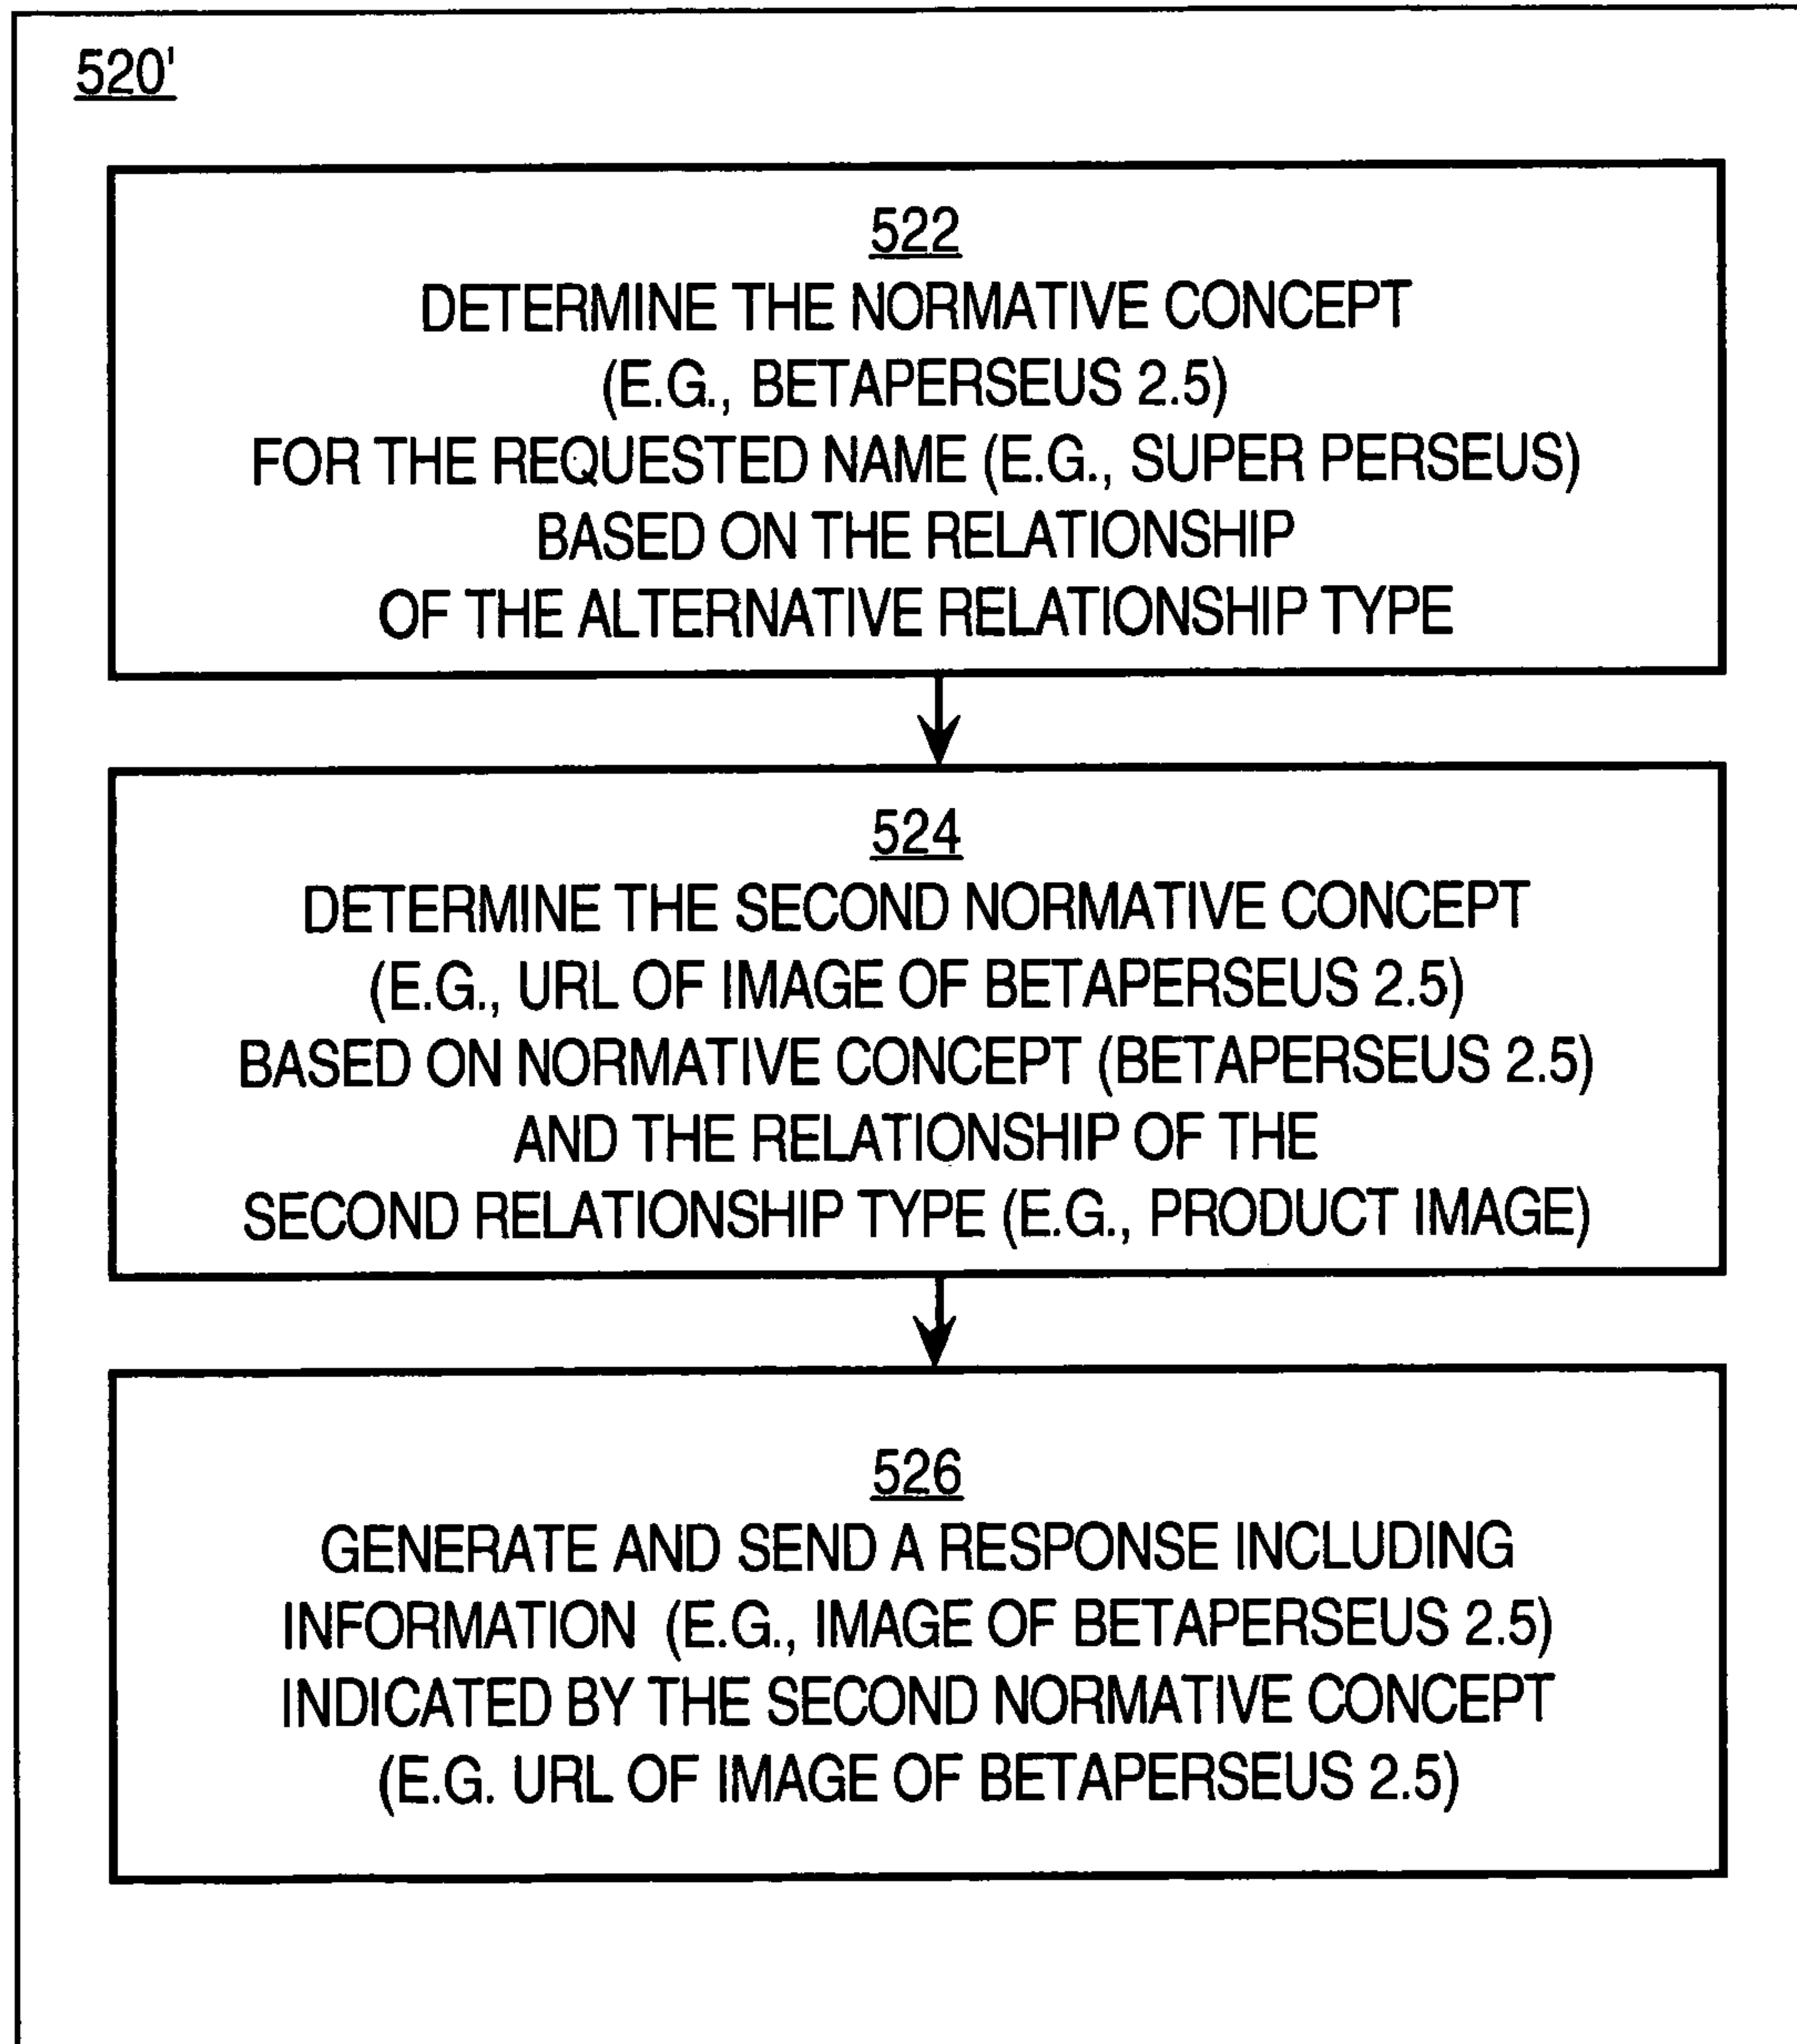 520'
522
DETERMINE THE NORMATIVE CONCEPT
(E.G., BETAPERSEUS 2.5)
FOR THE REQUESTED NAME (E.G., SUPER PERSEUS)
BASED ON THE RELATIONSHIP
OF THE ALTERNATIVE RELATIONSHIP TYPE
524
DETERMINE THE SECOND NORMATIVE CONCEPT
(E.G., URL OF IMAGE OF BETAPERSEUS 2.5)
BASED ON NORMATIVE CONCEPT (BETAPERSEUS 2.5)
AND THE RELATIONSHIP OF THE
SECOND RELATIONSHIP TYPE (E.G., PRODUCT IMAGE)
526
GENERATE AND SEND A RESPONSE INCLUDING
INFORMATION (E.G., IMAGE OF BETAPERSEUS 2.5)
INDICATED BY THE SECOND NORMATIVE CONCEPT
(E.G. URL OF IMAGE OF BETAPERSEUS 2.5)